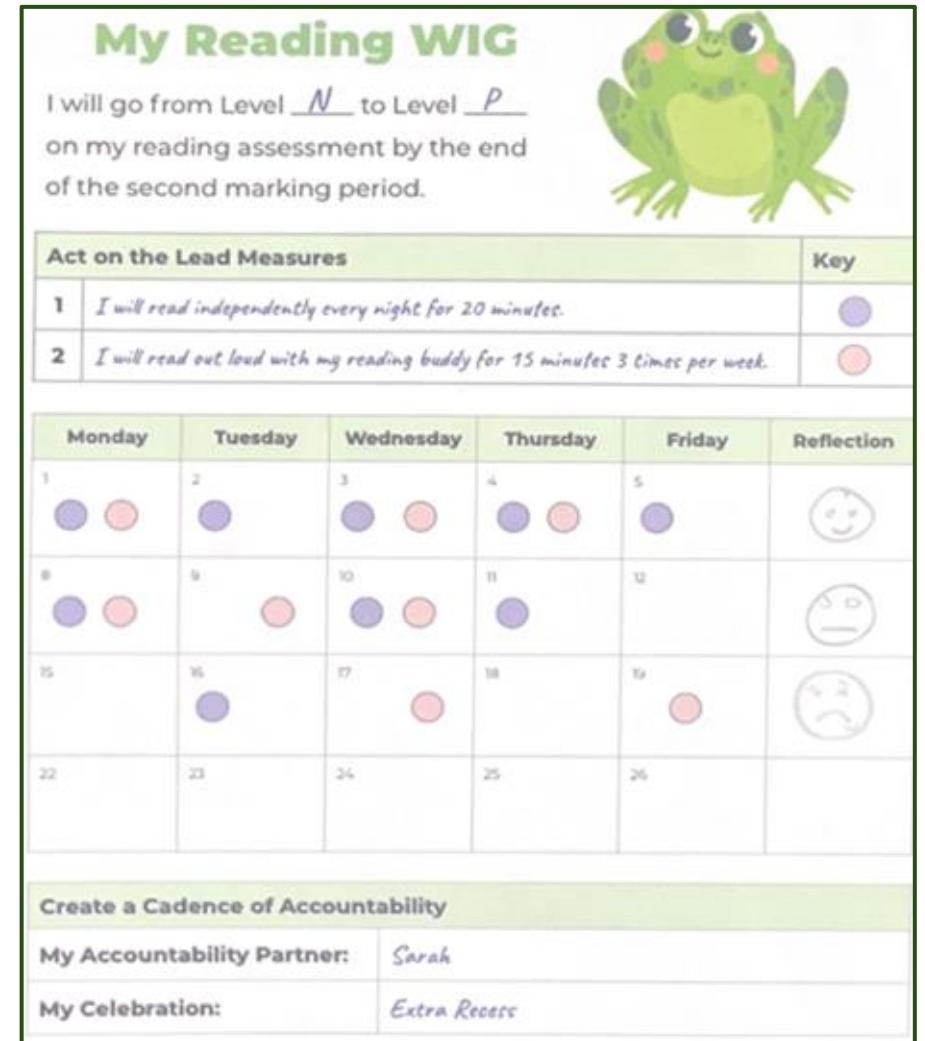 My Reading WIG
I will go from Level N to Level P
on my reading assessment by the end
of the second marking period.
Act on the Lead Measures Key
1 I will read independently every night for 20 minutes.
2 I will read out loud with my reading buddy for 15 minutes 3 times per week.
Monday Tuesday Wednesday Thursday Friday Reflection
1 2 3 4 5
8 9 10 11 12
15 16 17 18 19
22 23 24 25 26
Create a Cadence of Accountability
My Accountability Partner: Sarah
My Celebration: Extra Recess